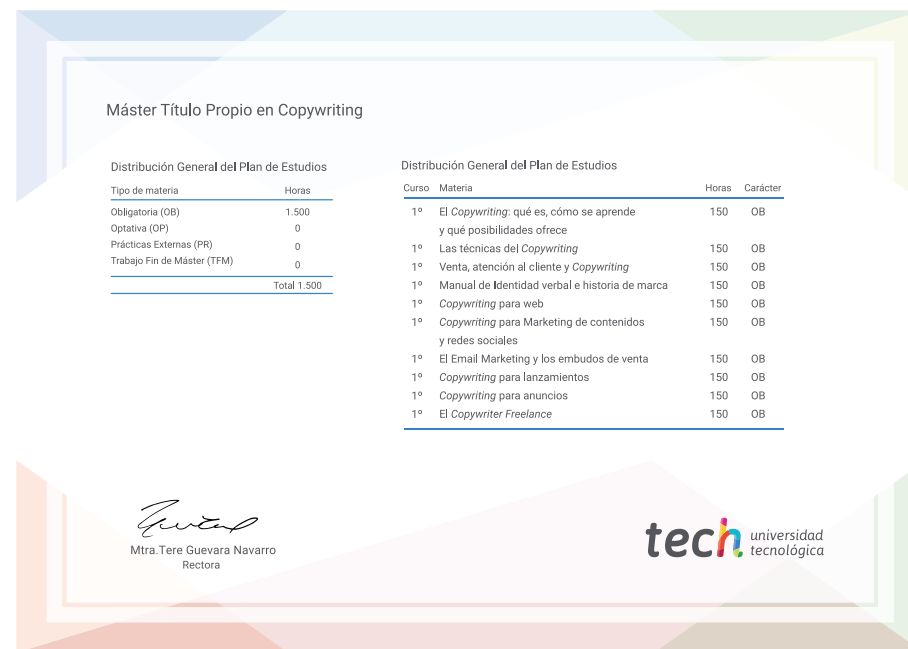 Máster Título Propio en Copywriting
Distribución General del Plan de Estudios
Tipo de materia Horas
Obligatoria (OB) 1.500
Optativa (OP) 0
Prácticas Externas (PR) 0
Trabajo Fin de Máster (TFM) 0
Total 1.500
Distribución General del Plan de Estudios
Curso Materia Horas Carácter
1º El Copywriting: qué es, cómo se aprende 150 OB
y qué posibilidades ofrece
1º Las técnicas del Copywriting 150 OB
1º Venta, atención al cliente y Copywriting 150 OB
1º Manual de Identidad verbal e historia de marca 150 OB
1º Copywriting para web 150 OB
1º Copywriting para Marketing de contenidos 150 OB
y redes sociales
1º El Email Marketing y los embudos de venta 150 OB
1º Copywriting para lanzamientos 150 OB
1º Copywriting para anuncios 150 OB
1º El Copywriter Freelance 150 OB
Mtra.Tere Guevara Navarro
Rectora
tech universidad
tecnológica